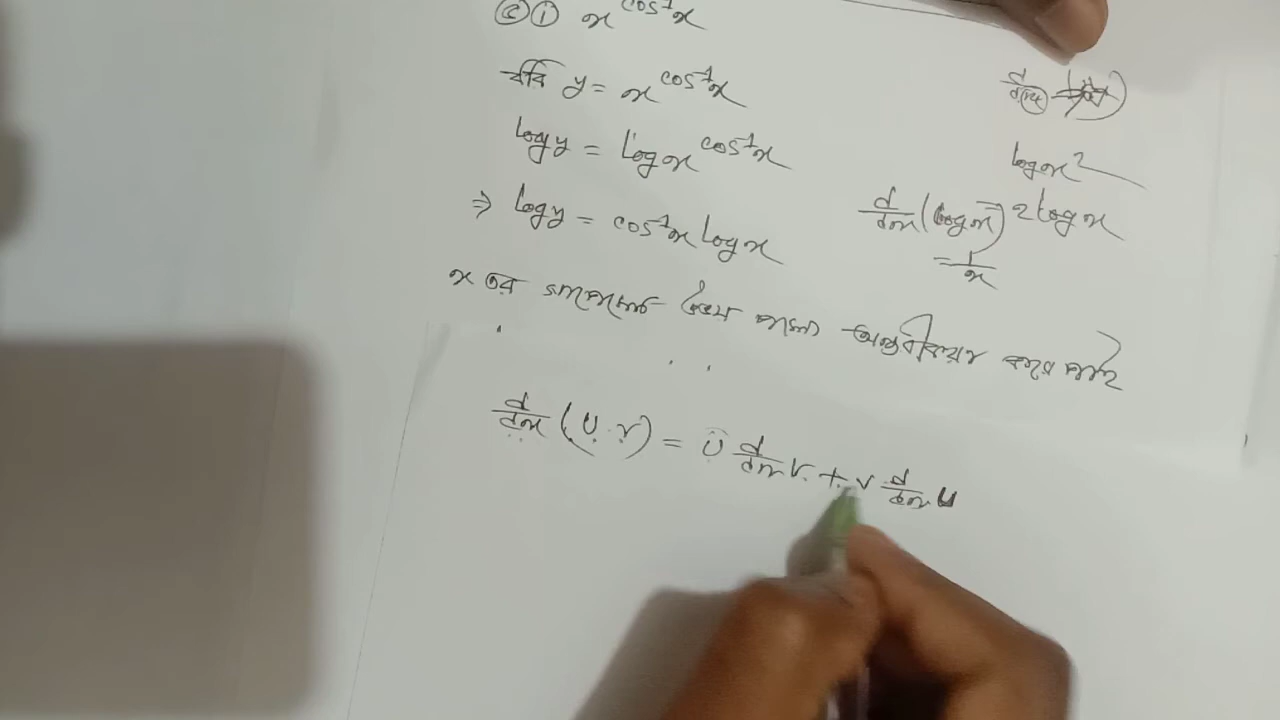 ⓒ ⓘ x^cos⁻¹x
ধরি y = x^cos⁻¹x
log y = log x^cos⁻¹x
⇒ log y = cos⁻¹x log x
x এর সাপেক্ষে উভয় পক্ষে অন্তরীকরণ করে পাই
d/dx (U.V) = U d/dx V + V d/dx U
d/dx
log x²
2 log x
d/dx (log x) =
= 1/x